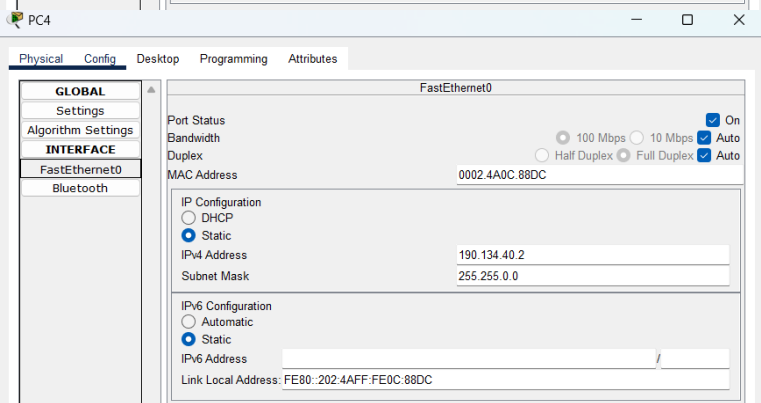 PC4
Physical Config Desktop Programming Attributes
GLOBAL
Settings
Algorithm Settings
INTERFACE
FastEthernet0
Bluetooth
FastEthernet0
Port Status On
Bandwidth 100 Mbps 10 Mbps Auto
Duplex Half Duplex Full Duplex Auto
MAC Address 0002.4A0C.88DC
IP Configuration
DHCP
Static
IPv4 Address 190.134.40.2
Subnet Mask 255.255.0.0
IPv6 Configuration
Automatic
Static
IPv6 Address /
Link Local Address: FE80::202:4AFF:FE0C:88DC